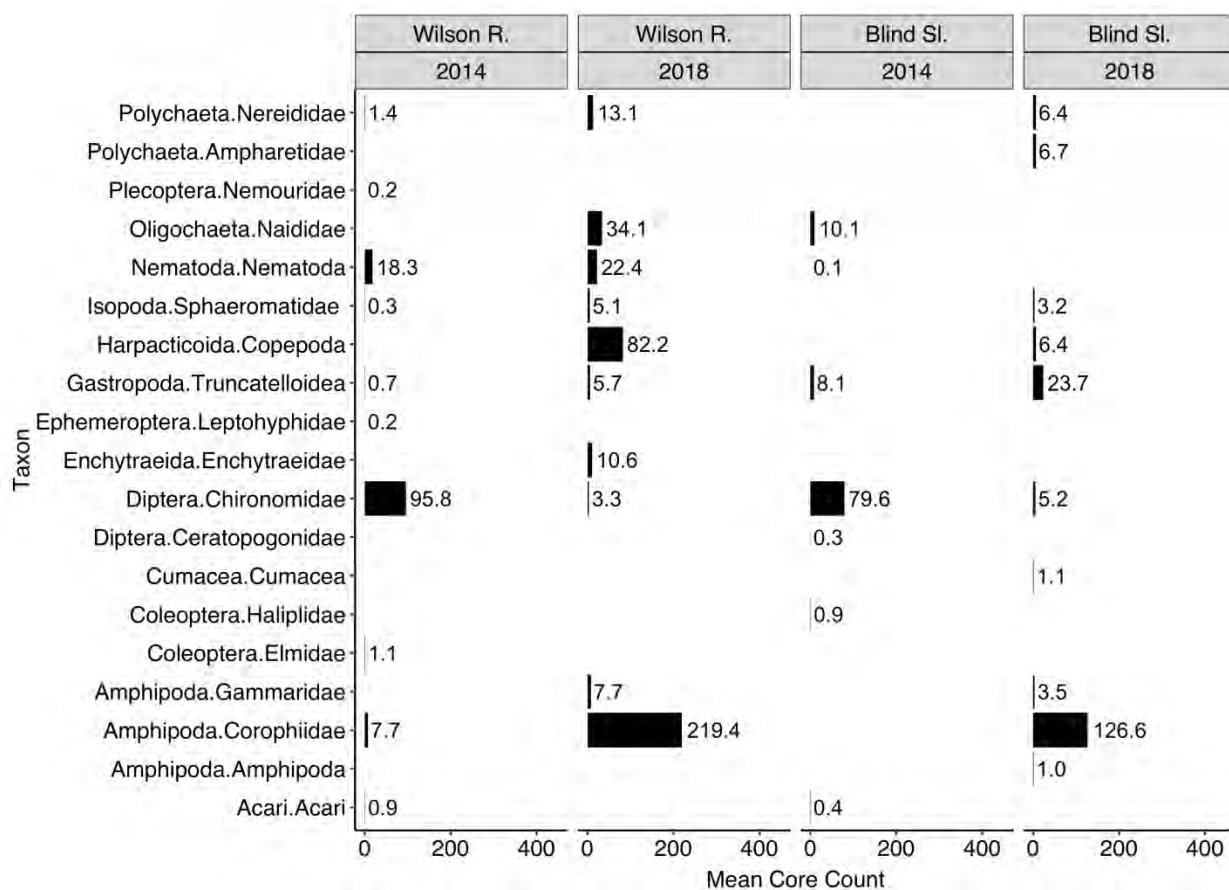 Wilson R. Wilson R. Blind Sl. Blind Sl.
2014 2018 2014 2018
Polychaeta.Nereididae 1.4 13.1 6.4
Polychaeta.Ampharetidae 6.7
Plecoptera.Nemouridae 0.2
Oligochaeta.Naididae 34.1 10.1
Nematoda.Nematoda 18.3 22.4 0.1
Isopoda.Sphaeromatidae 0.3 5.1 3.2
Harpacticoida.Copepoda 82.2 6.4
Gastropoda.Truncatelloidea 0.7 5.7 8.1 23.7
Ephemeroptera.Leptohyphidae 0.2
Enchytraeida.Enchytraeidae 10.6
Diptera.Chironomidae 95.8 3.3 79.6 5.2
Diptera.Ceratopogonidae 0.3
Cumacea.Cumacea 1.1
Coleoptera.Haliplidae 0.9
Coleoptera.Elmidae 1.1
Amphipoda.Gammaridae 7.7 3.5
Amphipoda.Corophiidae 7.7 219.4 126.6
Amphipoda.Amphipoda 1.0
Acari.Acari 0.9 0.4
Taxon
0 200 400 0 200 400 0 200 400 0 200 400
Mean Core Count